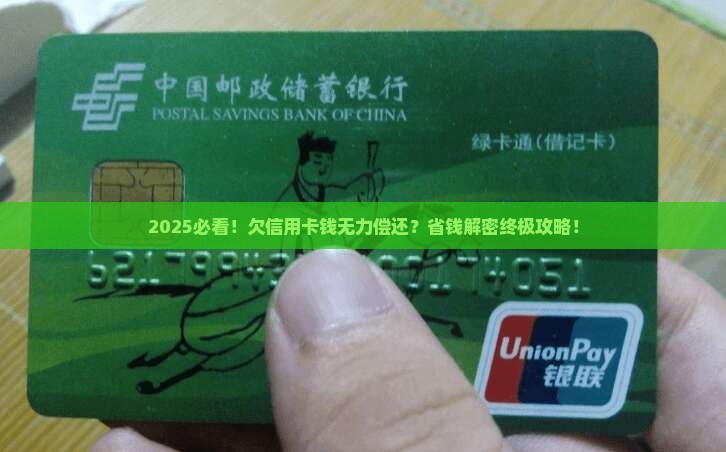 中国邮政储蓄银行
POSTAL SAVINGS BANK OF CHINA
绿卡通(借记卡)
2025必看！欠信用卡钱无力偿还？省钱解密终极攻略！
UnionPay
银联